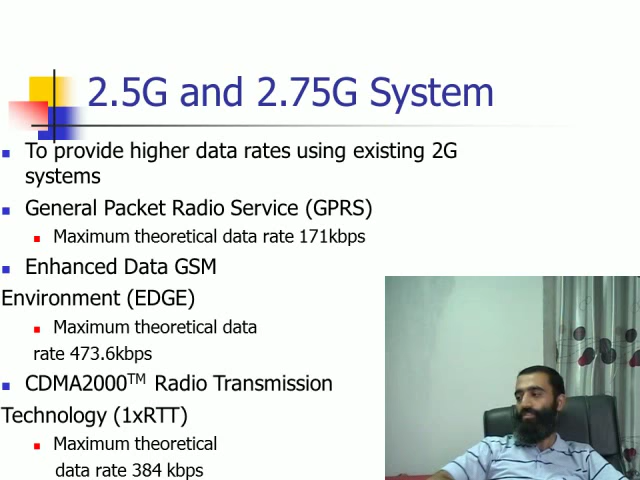 2.5G and 2.75G System
To provide higher data rates using existing 2G
systems
General Packet Radio Service (GPRS)
Maximum theoretical data rate 171kbps
Enhanced Data GSM
Environment (EDGE)
Maximum theoretical data
rate 473.6kbps
CDMA2000TM Radio Transmission
Technology (1xRTT)
Maximum theoretical
data rate 384 kbps